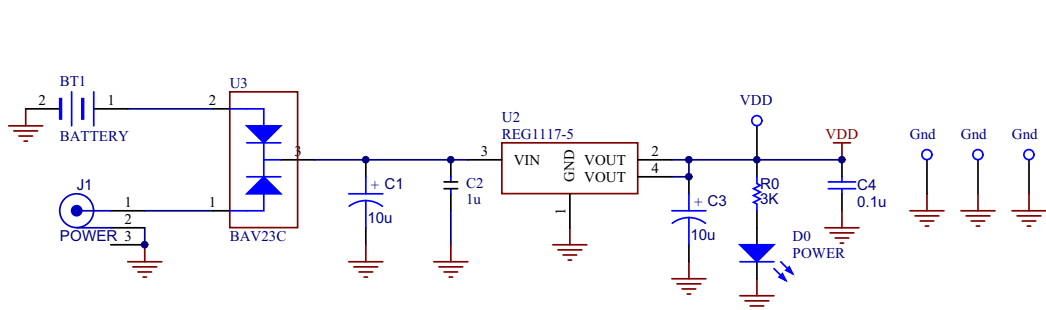 BT1
2
1
BATTERY
J1
1
2
3
POWER
U3
2
3
1
BAV23C
+ C1
10u
C2
1u
U2
REG1117-5
3
VIN
GND
VOUT
VOUT
2
4
1
+ C3
10u
VDD
R0
3K
D0
POWER
VDD
C4
0.1u
Gnd
Gnd
Gnd